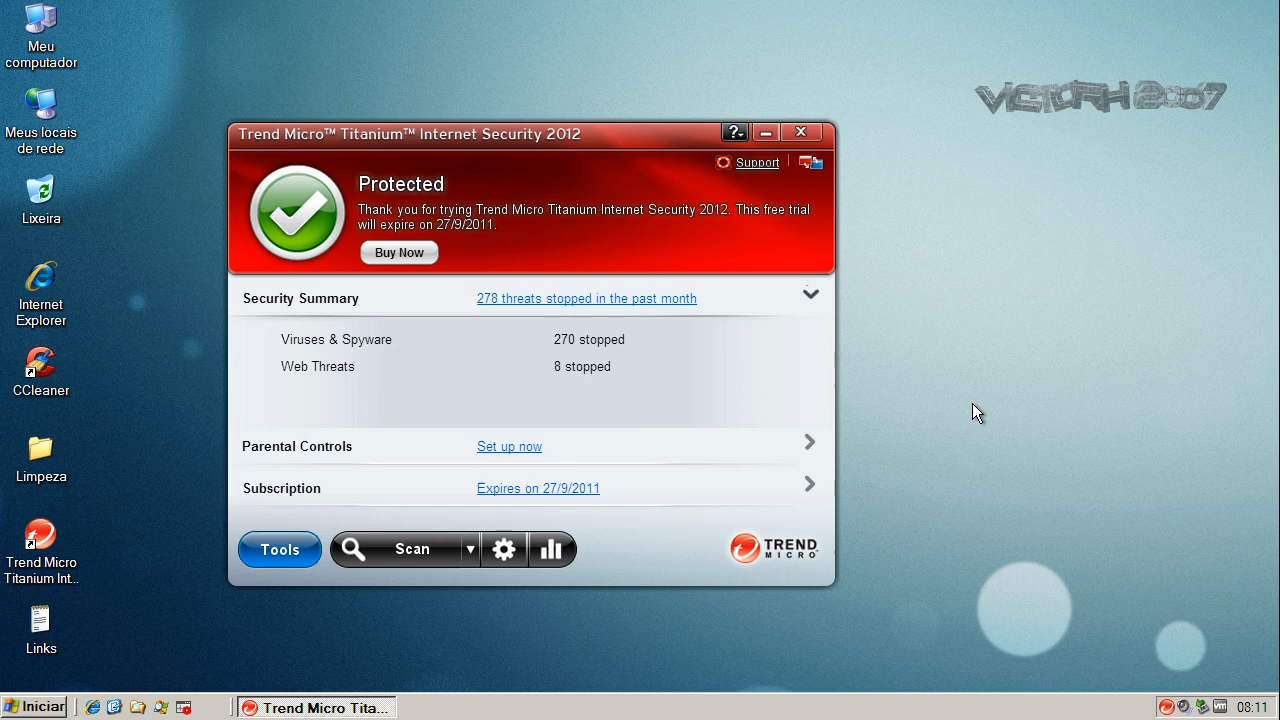 Meu
computador
Meus locais
de rede
Lixeira
Internet
Explorer
CCleaner
Limpeza
Trend Micro
Titanium Int...
Links
VICTORH 2007
Trend Micro™ Titanium™ Internet Security 2012
?
Support
Protected
Thank you for trying Trend Micro Titanium Internet Security 2012. This free trial
will expire on 27/9/2011.
Buy Now
Security Summary 278 threats stopped in the past month
Viruses & Spyware 270 stopped
Web Threats 8 stopped
Parental Controls Set up now
Subscription Expires on 27/9/2011
Tools Scan
TREND
MICRO
Iniciar Trend Micro Tita... 08:11